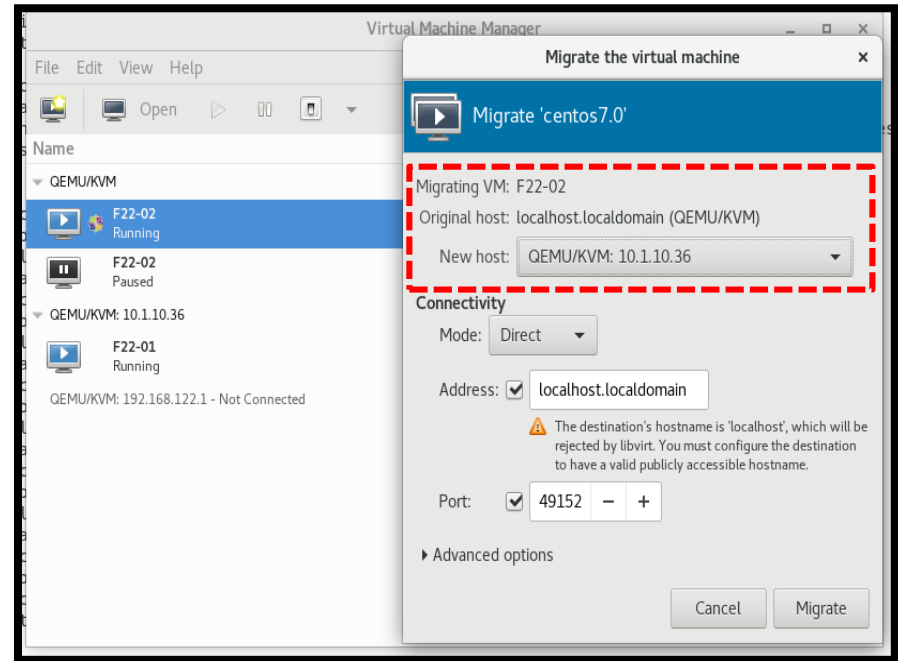 Virtual Machine Manager
File Edit View Help
Open
Name
QEMU/KVM
F22-02
Running
F22-02
Paused
QEMU/KVM: 10.1.10.36
F22-01
Running
QEMU/KVM: 192.168.122.1 - Not Connected
Migrate the virtual machine
Migrate 'centos7.0'
Migrating VM: F22-02
Original host: localhost.localdomain (QEMU/KVM)
New host: QEMU/KVM: 10.1.10.36
Connectivity
Mode: Direct
Address: localhost.localdomain
The destination's hostname is 'localhost', which will be
rejected by libvirt. You must configure the destination
to have a valid publicly accessible hostname.
Port: 49152 − +
Advanced options
Cancel Migrate